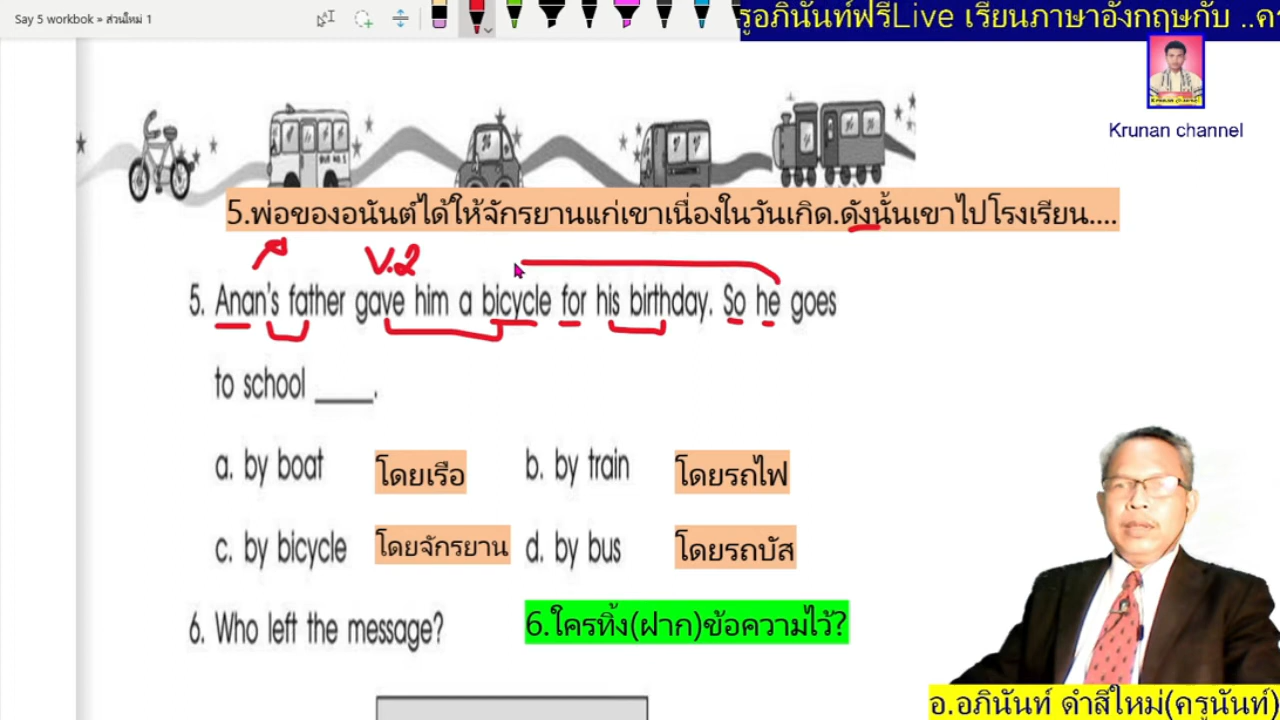 Say 5 workbok » ส่วนใหม่ 1
รูอภินันท์ฟรีLive เรียนภาษาอังกฤษกับ ..คา
Krunan channel
BUS NO. 5
5.พ่อของอนันต์ได้ให้จักรยานแก่เขาเนื่องในวันเกิด.ดังนั้นเขาไปโรงเรียน....
V.2
5. Anan's father gave him a bicycle for his birthday. So he goes
to school ____.
a. by boat โดยเรือ b. by train โดยรถไฟ
c. by bicycle โดยจักรยาน d. by bus โดยรถบัส
6. Who left the message? 6.ใครทิ้ง(ฝาก)ข้อความไว้?
อ.อภินันท์ ดำสีใหม่(ครูนันท์)